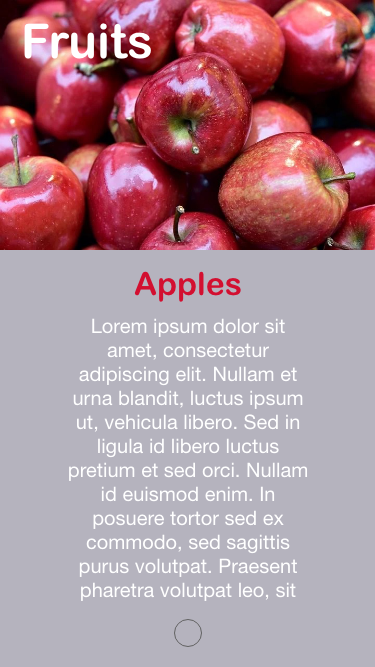 Fruits
Apples
Lorem ipsum dolor sit
amet, consectetur
adipiscing elit. Nullam et
urna blandit, luctus ipsum
ut, vehicula libero. Sed in
ligula id libero luctus
pretium et sed orci. Nullam
id euismod enim. In
posuere tortor sed ex
commodo, sed sagittis
purus volutpat. Praesent
pharetra volutpat leo, sit